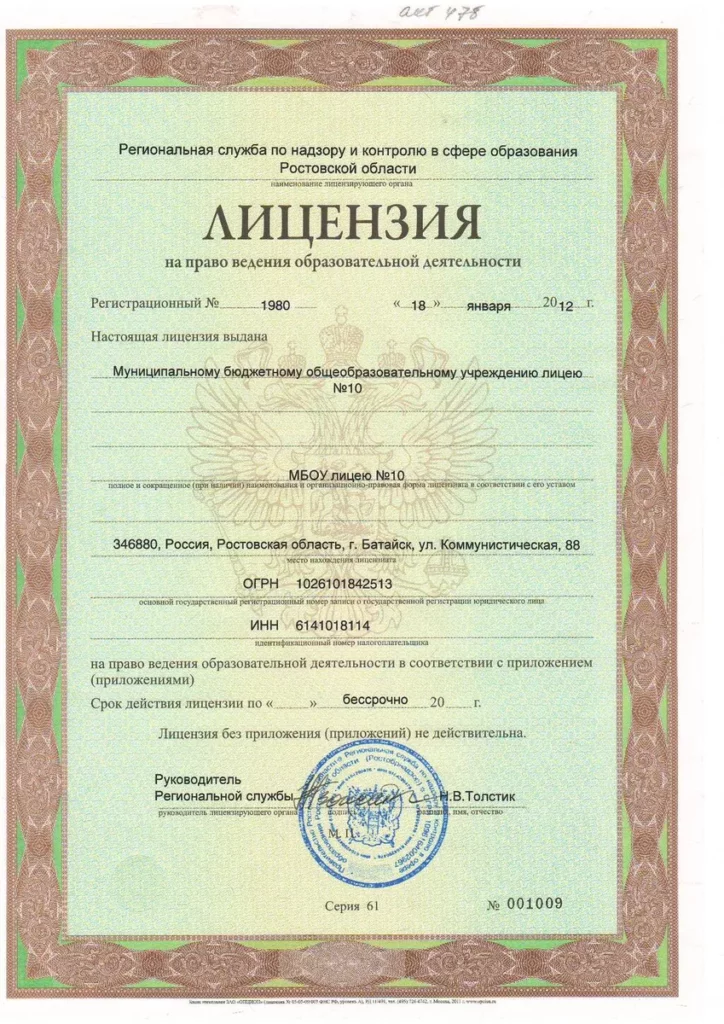 акт 478
Региональная служба по надзору и контролю в сфере образования
Ростовской области
наименование лицензирующего органа
ЛИЦЕНЗИЯ
на право ведения образовательной деятельности
Регистрационный № 1980 « 18 » января 2012 г.
Настоящая лицензия выдана
Муниципальному бюджетному общеобразовательному учреждению лицею
№10
МБОУ лицею №10
полное и сокращенное (при наличии) наименования и организационно-правовая форма лицензиата в соответствии с его уставом
346880, Россия, Ростовская область, г. Батайск, ул. Коммунистическая, 88
место нахождения лицензиата
ОГРН 1026101842513
основной государственный регистрационный номер записи о государственной регистрации юридического лица
ИНН 6141018114
идентификационный номер налогоплательщика
на право ведения образовательной деятельности в соответствии с приложением
(приложениями)
Срок действия лицензии по « » бессрочно 20 г.
Лицензия без приложения (приложений) не действительна.
Руководитель
Региональной службы Н.В.Толстик
руководитель лицензирующего органа подпись фамилия, имя, отчество
М.П.
Серия 61 № 001009